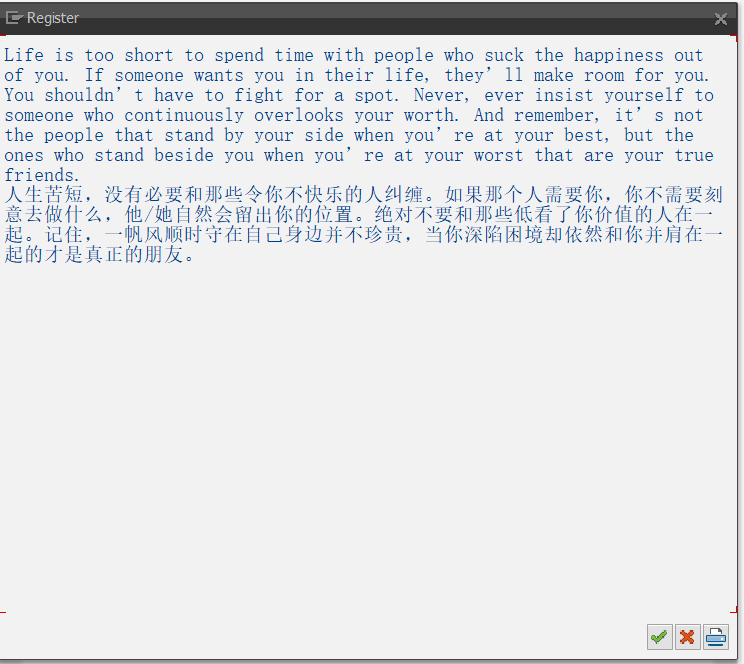 Register
Life is too short to spend time with people who suck the happiness out
of you. If someone wants you in their life, they’ll make room for you.
You shouldn’t have to fight for a spot. Never, ever insist yourself to
someone who continuously overlooks your worth. And remember, it’s not
the people that stand by your side when you’re at your best, but the
ones who stand beside you when you’re at your worst that are your true
friends.
人生苦短，没有必要和那些令你不快乐的人纠缠。如果那个人需要你，你不需要刻
意去做什么，他/她自然会留出你的位置。绝对不要和那些低看了你价值的人在一
起。记住，一帆风顺时守在自己身边并不珍贵，当你深陷困境却依然和你并肩在一
起的才是真正的朋友。